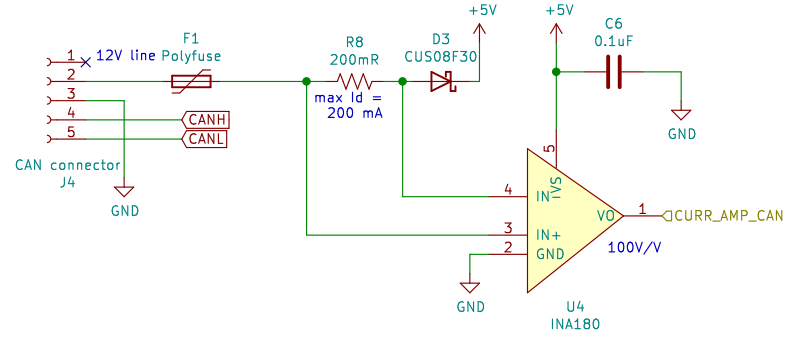 +5V
+5V
F1
Polyfuse
R8
200mR
D3
CUS08F30
C6
0.1uF
1
12V line
2
3
4
CANH
5
CANL
max Id =
200 mA
GND
CAN connector
J4
GND
5
VS
4
IN-
3
IN+
2
GND
VO
1
CURR_AMP_CAN
100V/V
GND
U4
INA180